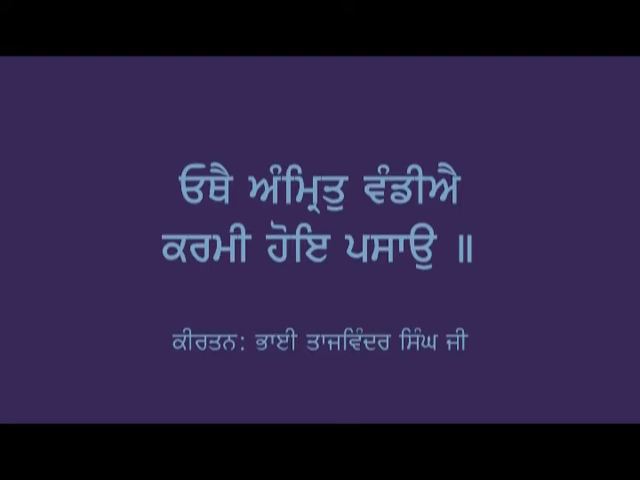 ਓਥੈ ਅੰਮ੍ਰਿਤੁ ਵੰਡੀਐ
ਕਰਮੀ ਹੋਇ ਪਸਾਉ ॥
ਕੀਰਤਨ: ਭਾਈ ਤਾਜਵਿੰਦਰ ਸਿੰਘ ਜੀ